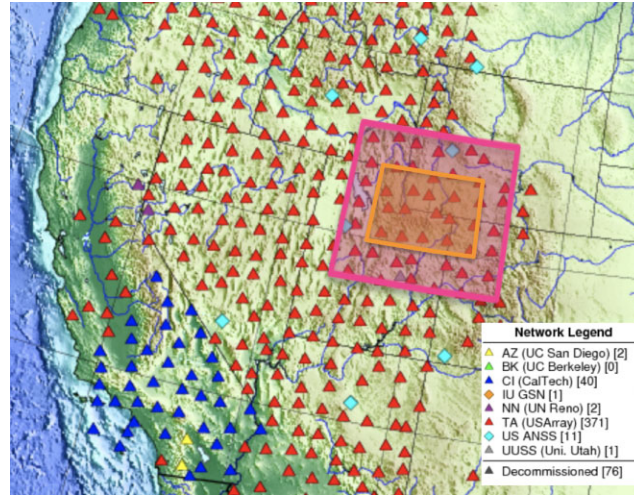 Network Legend
AZ (UC San Diego) [2]
BK (UC Berkeley) [0]
CI (CalTech) [40]
IU GSN [1]
NN (UN Reno) [2]
TA (USArray) [371]
US ANSS [11]
UUSS (Uni. Utah) [1]
Decommissioned [76]